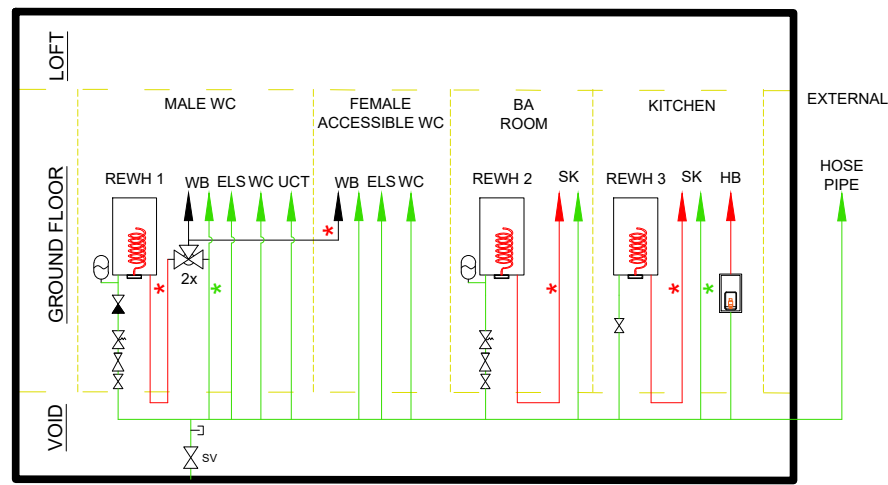 LOFT
MALE WC
FEMALE
ACCESSIBLE WC
BA
ROOM
KITCHEN
EXTERNAL
GROUND FLOOR
REWH 1
WB
ELS
WC
UCT
WB
ELS
WC
REWH 2
SK
REWH 3
SK
HB
HOSE
PIPE
*
2x
*
*
*
*
*
VOID
SV